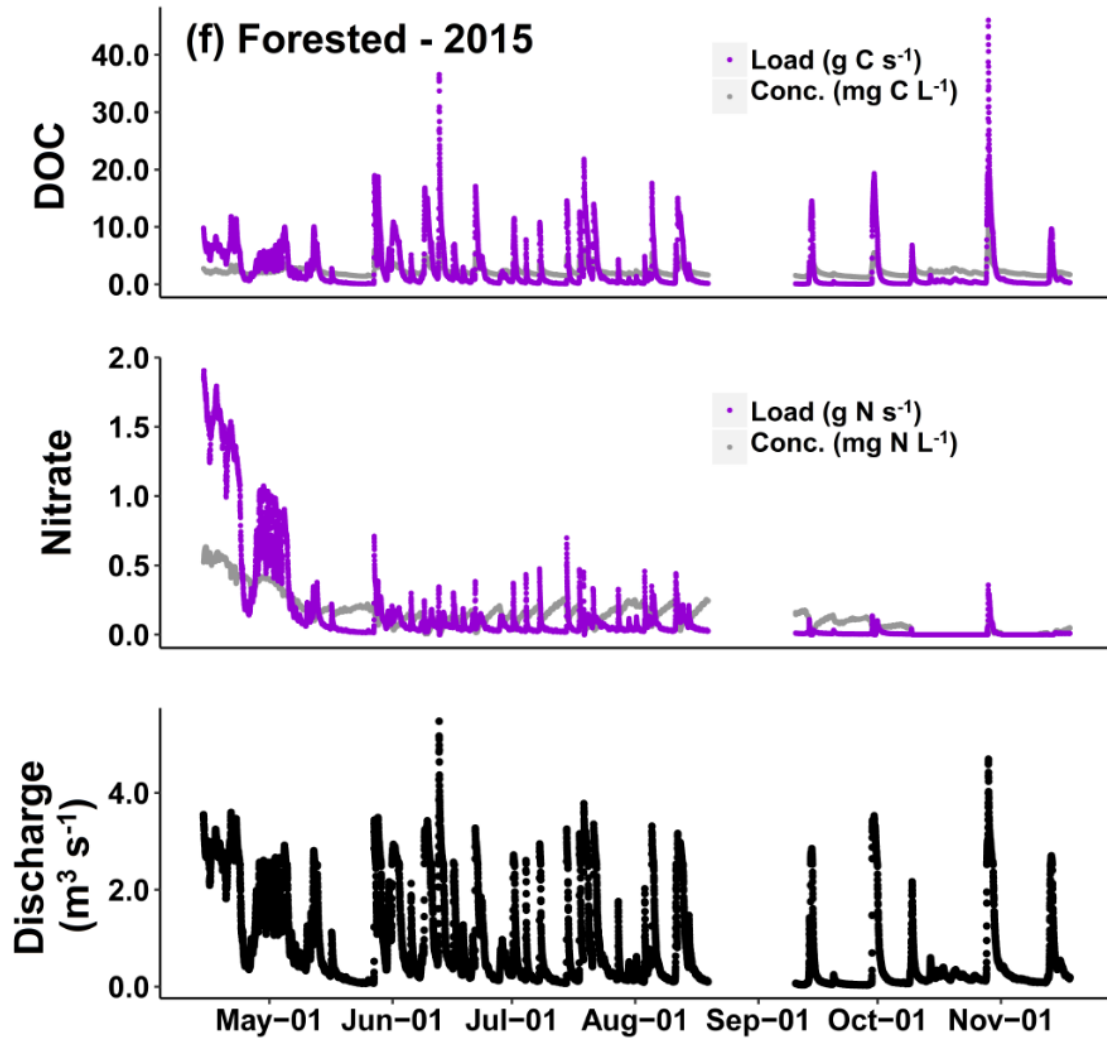 (f) Forested - 2015
DOC
40.0
30.0
20.0
10.0
0.0
Load (g C s⁻¹)
Conc. (mg C L⁻¹)
Nitrate
2.0
1.5
1.0
0.5
0.0
Load (g N s⁻¹)
Conc. (mg N L⁻¹)
Discharge
(m³ s⁻¹)
4.0
2.0
0.0
May−01 Jun−01 Jul−01 Aug−01 Sep−01 Oct−01 Nov−01